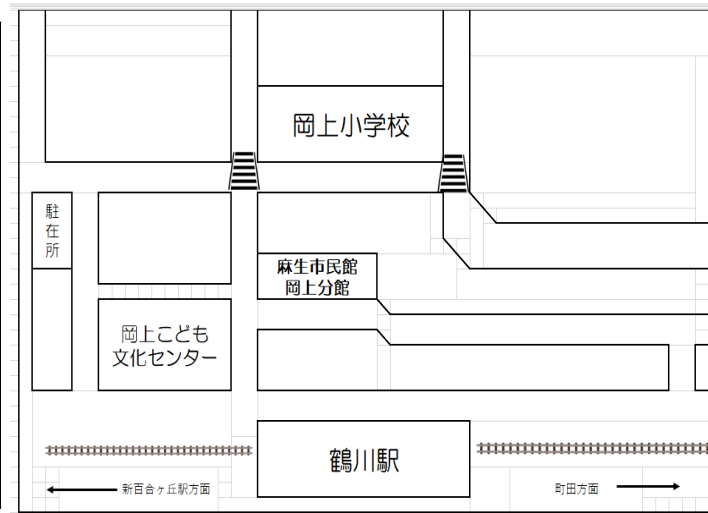 岡上小学校
駐在所
麻生市民館
岡上分館
岡上こども
文化センター
鶴川駅
新百合ヶ丘駅方面
町田方面